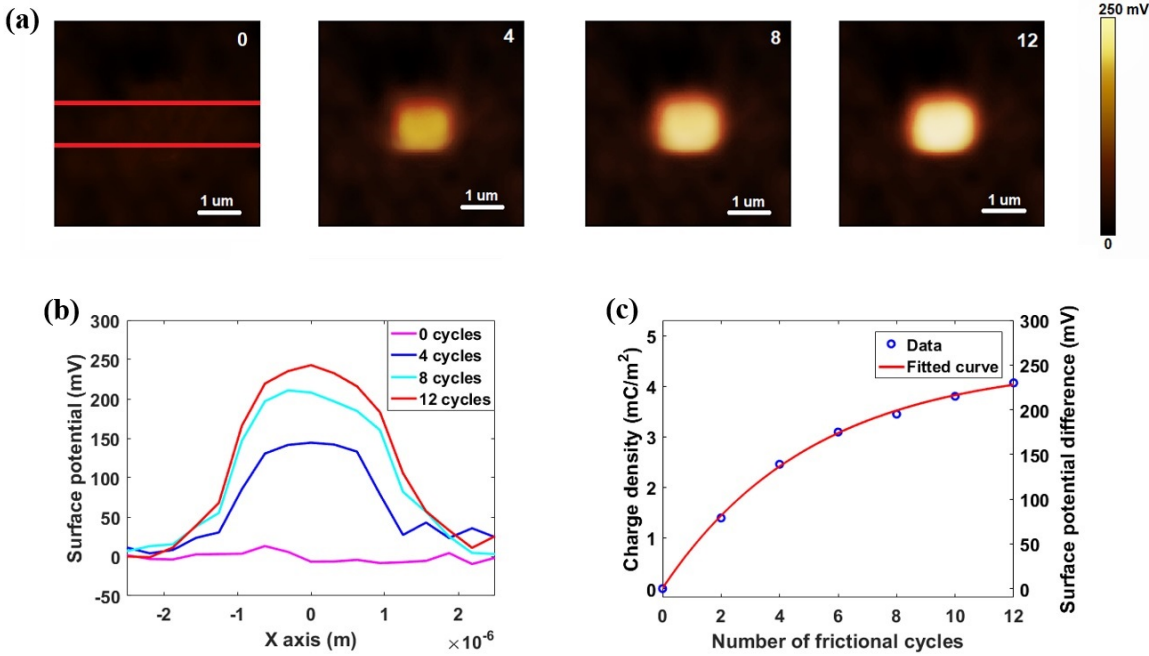 (a)
0
4
8
12
250 mV
1 um
1 um
1 um
1 um
0
(b)
300
250
200
150
100
50
0
-50
Surface potential (mV)
0 cycles
4 cycles
8 cycles
12 cycles
-2
-1
0
1
2
X axis (m)
×10⁻⁶
(c)
5
4
3
2
1
0
Charge density (mC/m²)
Data
Fitted curve
300
250
200
150
100
50
0
Surface potential difference (mV)
0
2
4
6
8
10
12
Number of frictional cycles